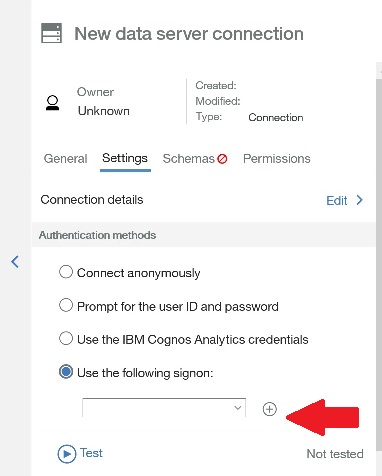 New data server connection
Owner
Unknown
Created:
Modified:
Type: Connection
General Settings Schemas Permissions
Connection details Edit
Authentication methods
Connect anonymously
Prompt for the user ID and password
Use the IBM Cognos Analytics credentials
Use the following signon:
Test Not tested